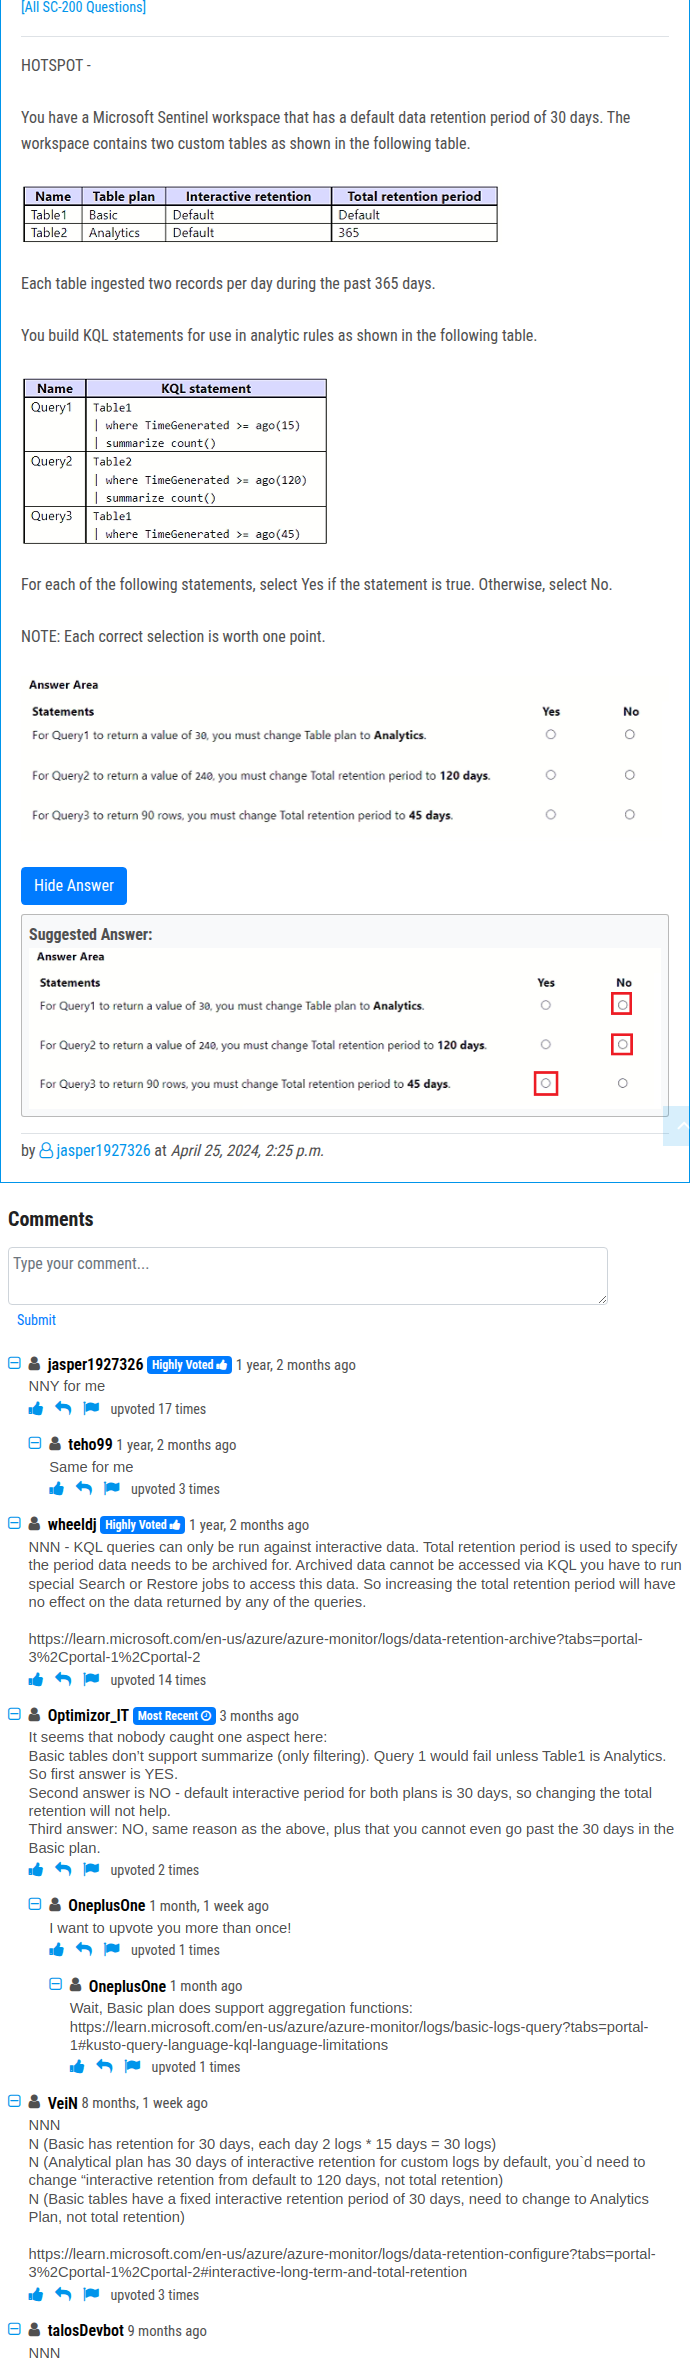 [All SC-200 Questions]
HOTSPOT -
You have a Microsoft Sentinel workspace that has a default data retention period of 30 days. The
workspace contains two custom tables as shown in the following table.
Name Table plan Interactive retention Total retention period
Table1 Basic Default Default
Table2 Analytics Default 365
Each table ingested two records per day during the past 365 days.
You build KQL statements for use in analytic rules as shown in the following table.
Name KQL statement
Query1 Table1
| where TimeGenerated >= ago(15)
| summarize count()
Query2 Table2
| where TimeGenerated >= ago(120)
| summarize count()
Query3 Table1
| where TimeGenerated >= ago(45)
For each of the following statements, select Yes if the statement is true. Otherwise, select No.
NOTE: Each correct selection is worth one point.
Answer Area
Statements Yes No
For Query1 to return a value of 30, you must change Table plan to Analytics.
For Query2 to return a value of 240, you must change Total retention period to 120 days.
For Query3 to return 90 rows, you must change Total retention period to 45 days.
Hide Answer
Suggested Answer:
Answer Area
Statements Yes No
For Query1 to return a value of 30, you must change Table plan to Analytics.
For Query2 to return a value of 240, you must change Total retention period to 120 days.
For Query3 to return 90 rows, you must change Total retention period to 45 days.
by jasper1927326 at April 25, 2024, 2:25 p.m.
Comments
Type your comment...
Submit
jasper1927326 Highly Voted 1 year, 2 months ago
NNY for me
upvoted 17 times
teho99 1 year, 2 months ago
Same for me
upvoted 3 times
wheeldj Highly Voted 1 year, 2 months ago
NNN - KQL queries can only be run against interactive data. Total retention period is used to specify
the period data needs to be archived for. Archived data cannot be accessed via KQL you have to run
special Search or Restore jobs to access this data. So increasing the total retention period will have
no effect on the data returned by any of the queries.
https://learn.microsoft.com/en-us/azure/azure-monitor/logs/data-retention-archive?tabs=portal-
3%2Cportal-1%2Cportal-2
upvoted 14 times
Optimizor_IT Most Recent 3 months ago
It seems that nobody caught one aspect here:
Basic tables don't support summarize (only filtering). Query 1 would fail unless Table1 is Analytics.
So first answer is YES.
Second answer is NO - default interactive period for both plans is 30 days, so changing the total
retention will not help.
Third answer: NO, same reason as the above, plus that you cannot even go past the 30 days in the
Basic plan.
upvoted 2 times
OneplusOne 1 month, 1 week ago
I want to upvote you more than once!
upvoted 1 times
OneplusOne 1 month ago
Wait, Basic plan does support aggregation functions:
https://learn.microsoft.com/en-us/azure/azure-monitor/logs/basic-logs-query?tabs=portal-
1#kusto-query-language-kql-language-limitations
upvoted 1 times
VeiN 8 months, 1 week ago
NNN
N (Basic has retention for 30 days, each day 2 logs * 15 days = 30 logs)
N (Analytical plan has 30 days of interactive retention for custom logs by default, you`d need to
change “interactive retention from default to 120 days, not total retention)
N (Basic tables have a fixed interactive retention period of 30 days, need to change to Analytics
Plan, not total retention)
https://learn.microsoft.com/en-us/azure/azure-monitor/logs/data-retention-configure?tabs=portal-
3%2Cportal-1%2Cportal-2#interactive-long-term-and-total-retention
upvoted 3 times
talosDevbot 9 months ago
NNN